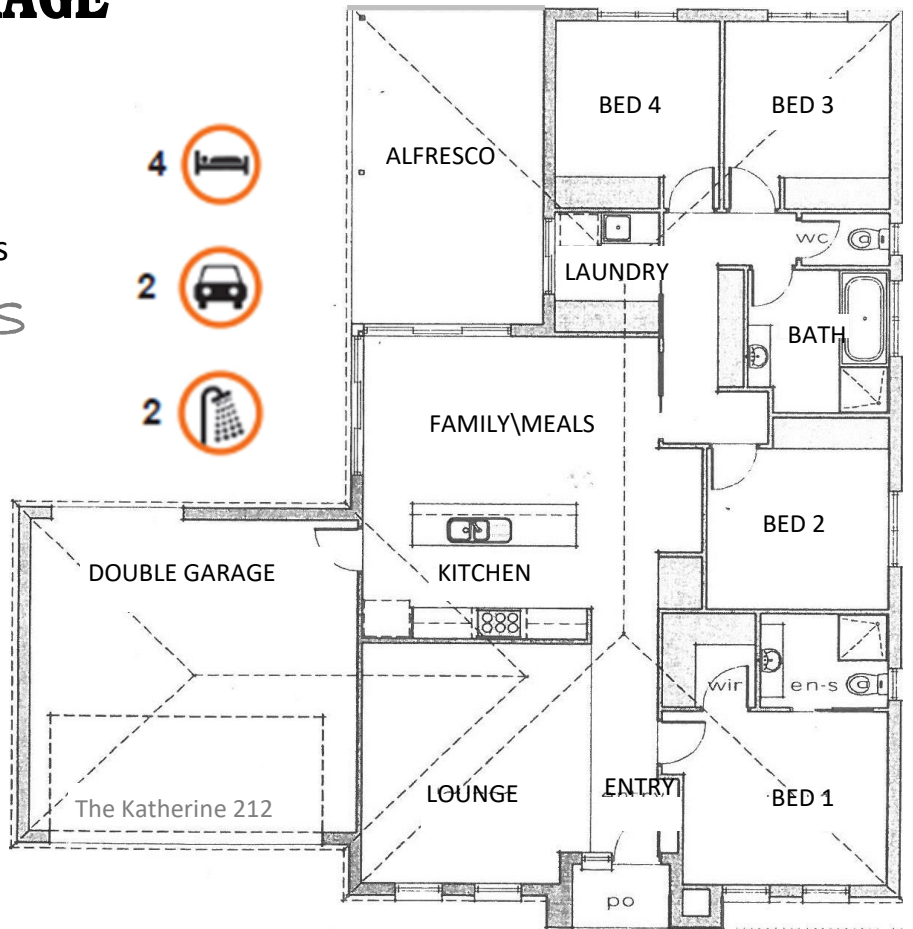 BED 4
BED 3
4
ALFRESCO
WC
LAUNDRY
2
BATH
2
FAMILY\MEALS
BED 2
DOUBLE GARAGE
KITCHEN
wir
en-s
LOUNGE
ENTRY
BED 1
The Katherine 212
po